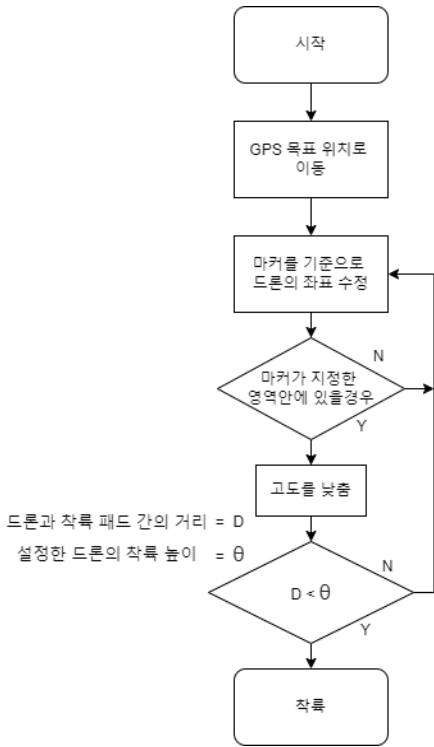 시작
GPS 목표 위치로
이동
마커를 기준으로
드론의 좌표 수정
N
마커가 지정한
영역안에 있을경우
Y
고도를 낮춤
드론과 착륙 패드 간의 거리 = D
설정한 드론의 착륙 높이 = θ
N
D < θ
Y
착륙